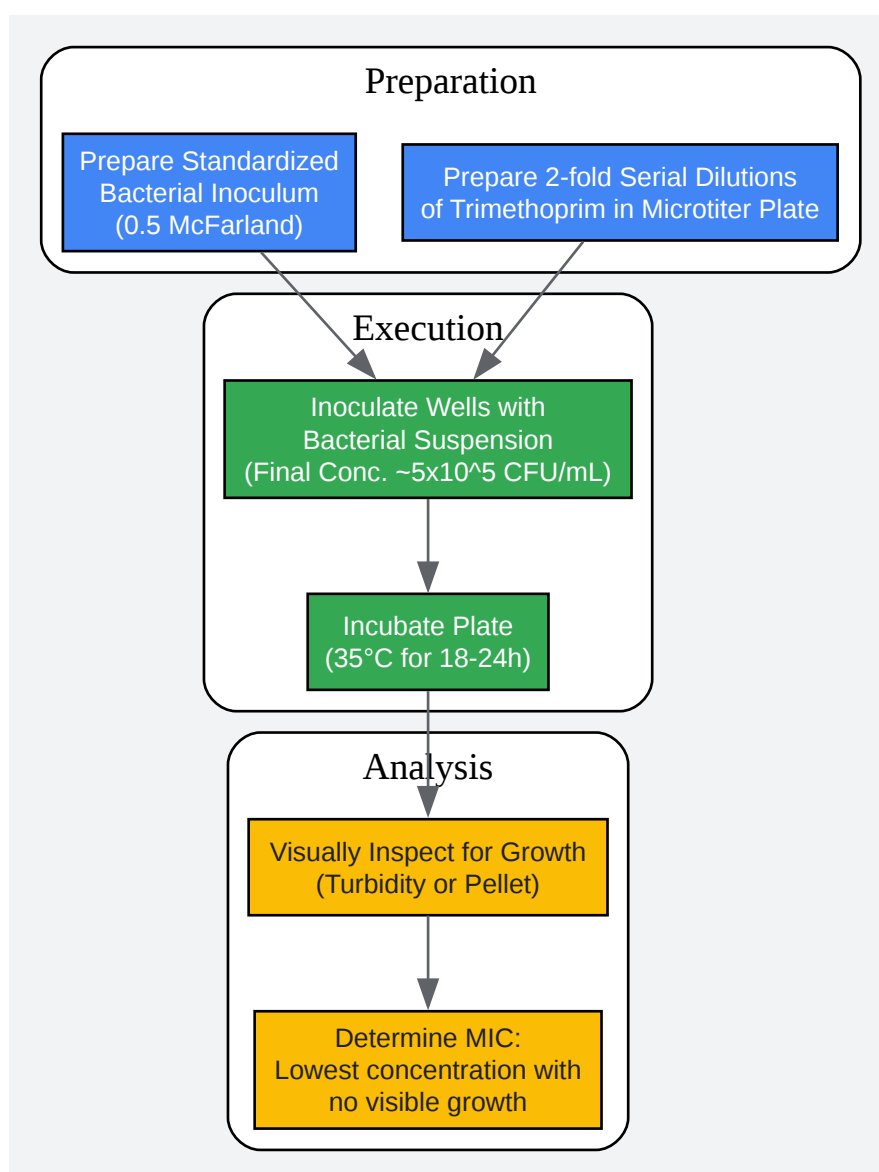 Preparation
Prepare Standardized
Bacterial Inoculum
(0.5 McFarland)
Prepare 2-fold Serial Dilutions
of Trimethoprim in Microtiter Plate
Execution
Inoculate Wells with
Bacterial Suspension
(Final Conc. ~5x10^5 CFU/mL)
Incubate Plate
(35°C for 18-24h)
Analysis
Visually Inspect for Growth
(Turbidity or Pellet)
Determine MIC:
Lowest concentration with
no visible growth